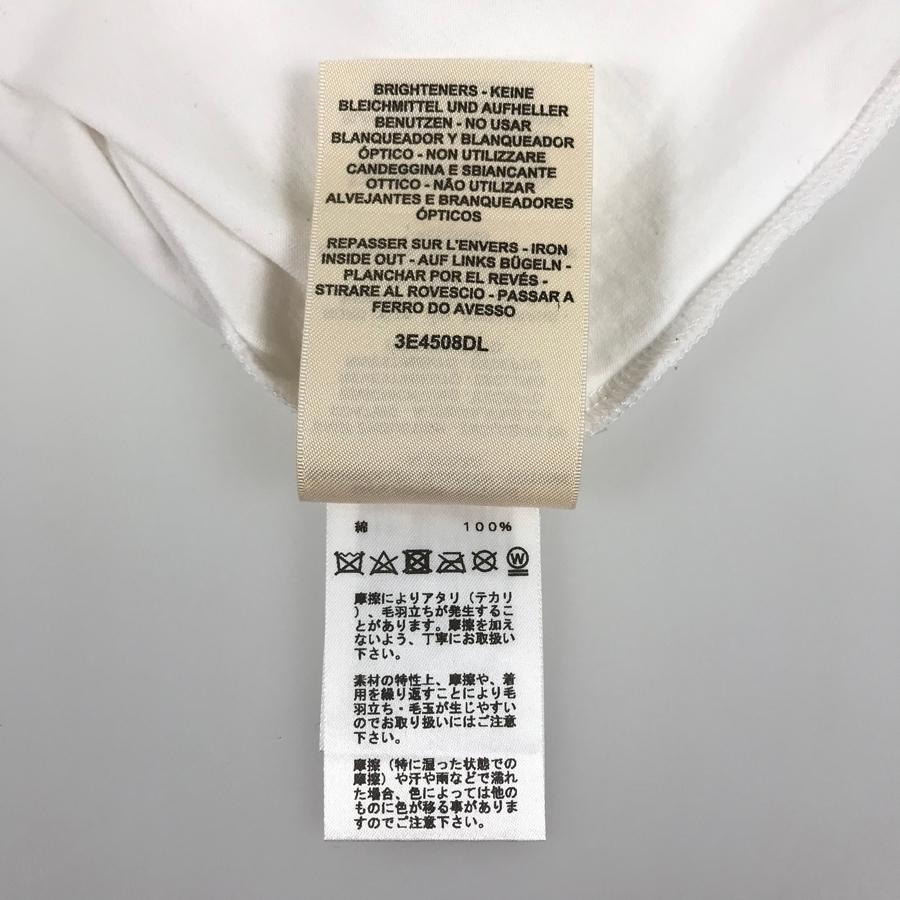 BRIGHTENERS - KEINE
BLEICHMITTEL UND AUFHELLER
BENUTZEN - NO USAR
BLANQUEADOR Y BLANQUEADOR
ÓPTICO - NON UTILIZZARE
CANDEGGINA E SBIANCANTE
OTTICO - NÃO UTILIZAR
ALVEJANTES E BRANQUEADORES
ÓPTICOS
REPASSER SUR L'ENVERS - IRON
INSIDE OUT - AUF LINKS BÜGELN -
PLANCHAR POR EL REVÉS -
STIRARE AL ROVESCIO - PASSAR A
FERRO DO AVESSO
3E4508DL
綿 100%
W
摩擦によりアタリ（テカリ
）、毛羽立ちが発生するこ
とがあります。摩擦を加え
ないよう、丁寧にお取扱い
下さい。
素材の特性上、摩擦や、着
用を繰り返すことにより毛
羽立ち・毛玉が生じやすい
のでお取り扱いにはご注意
下さい。
摩擦（特に湿った状態での
摩擦）や汗や雨などで濡れ
た場合、色によっては他の
ものに色が移る事がありま
すのでご注意下さい。